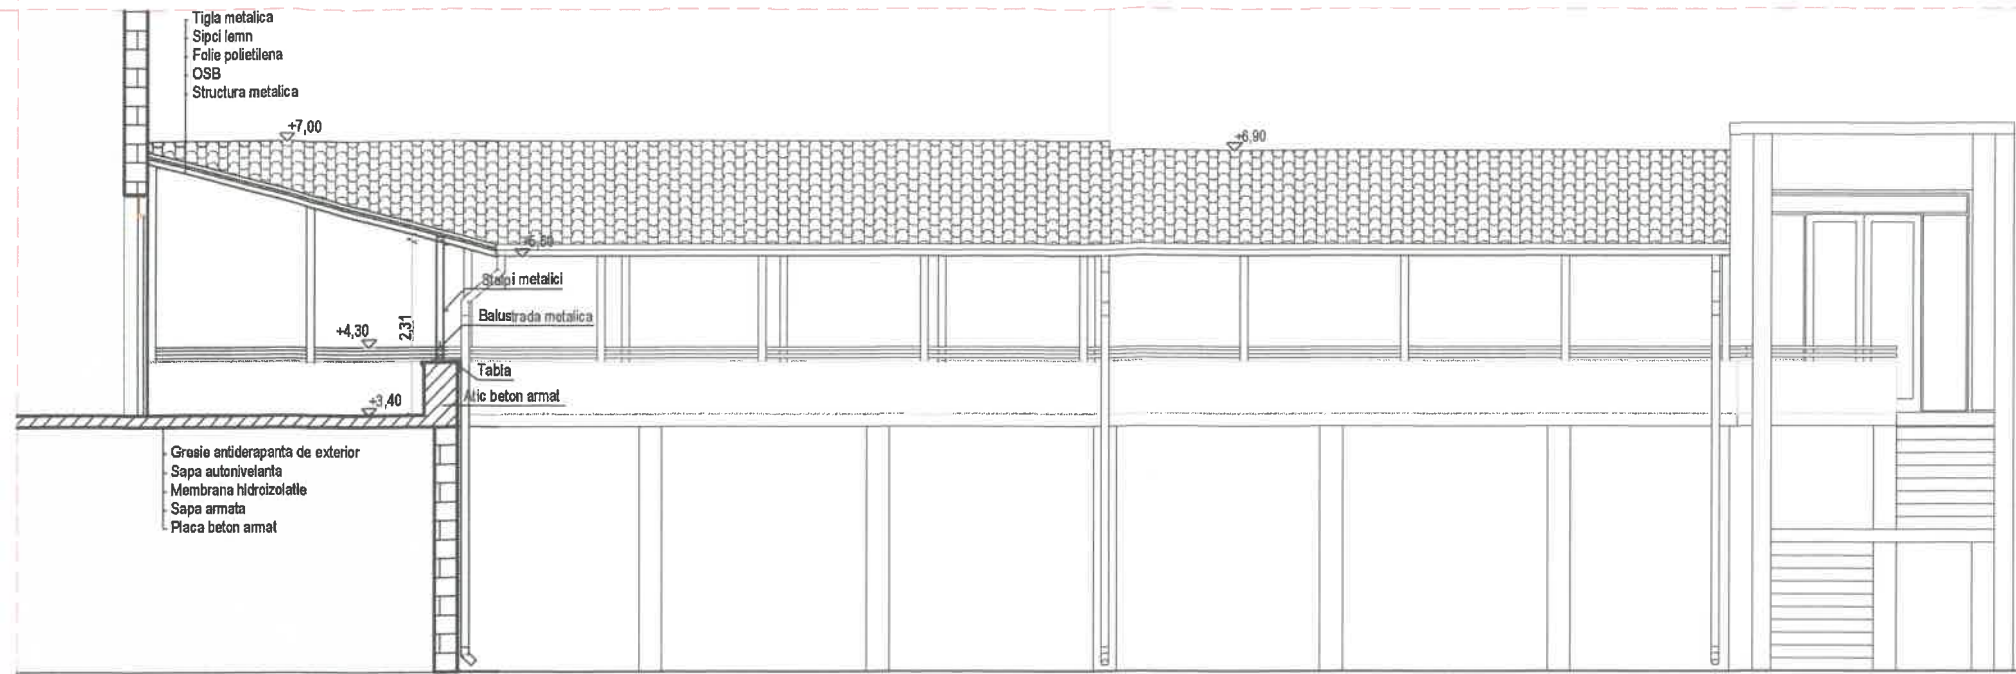 Tigla metalica
Sipci lemn
Folie polietilena
OSB
Structura metalica
+7,00
+6,90
+5,60
Stalpi metalici
Balustrada metalica
+4,30
2,31
Tabla
Atic beton armat
+3,40
Gresie antiderapanta de exterior
Sapa autonivelanta
Membrana hidroizolatie
Sapa armata
Placa beton armat